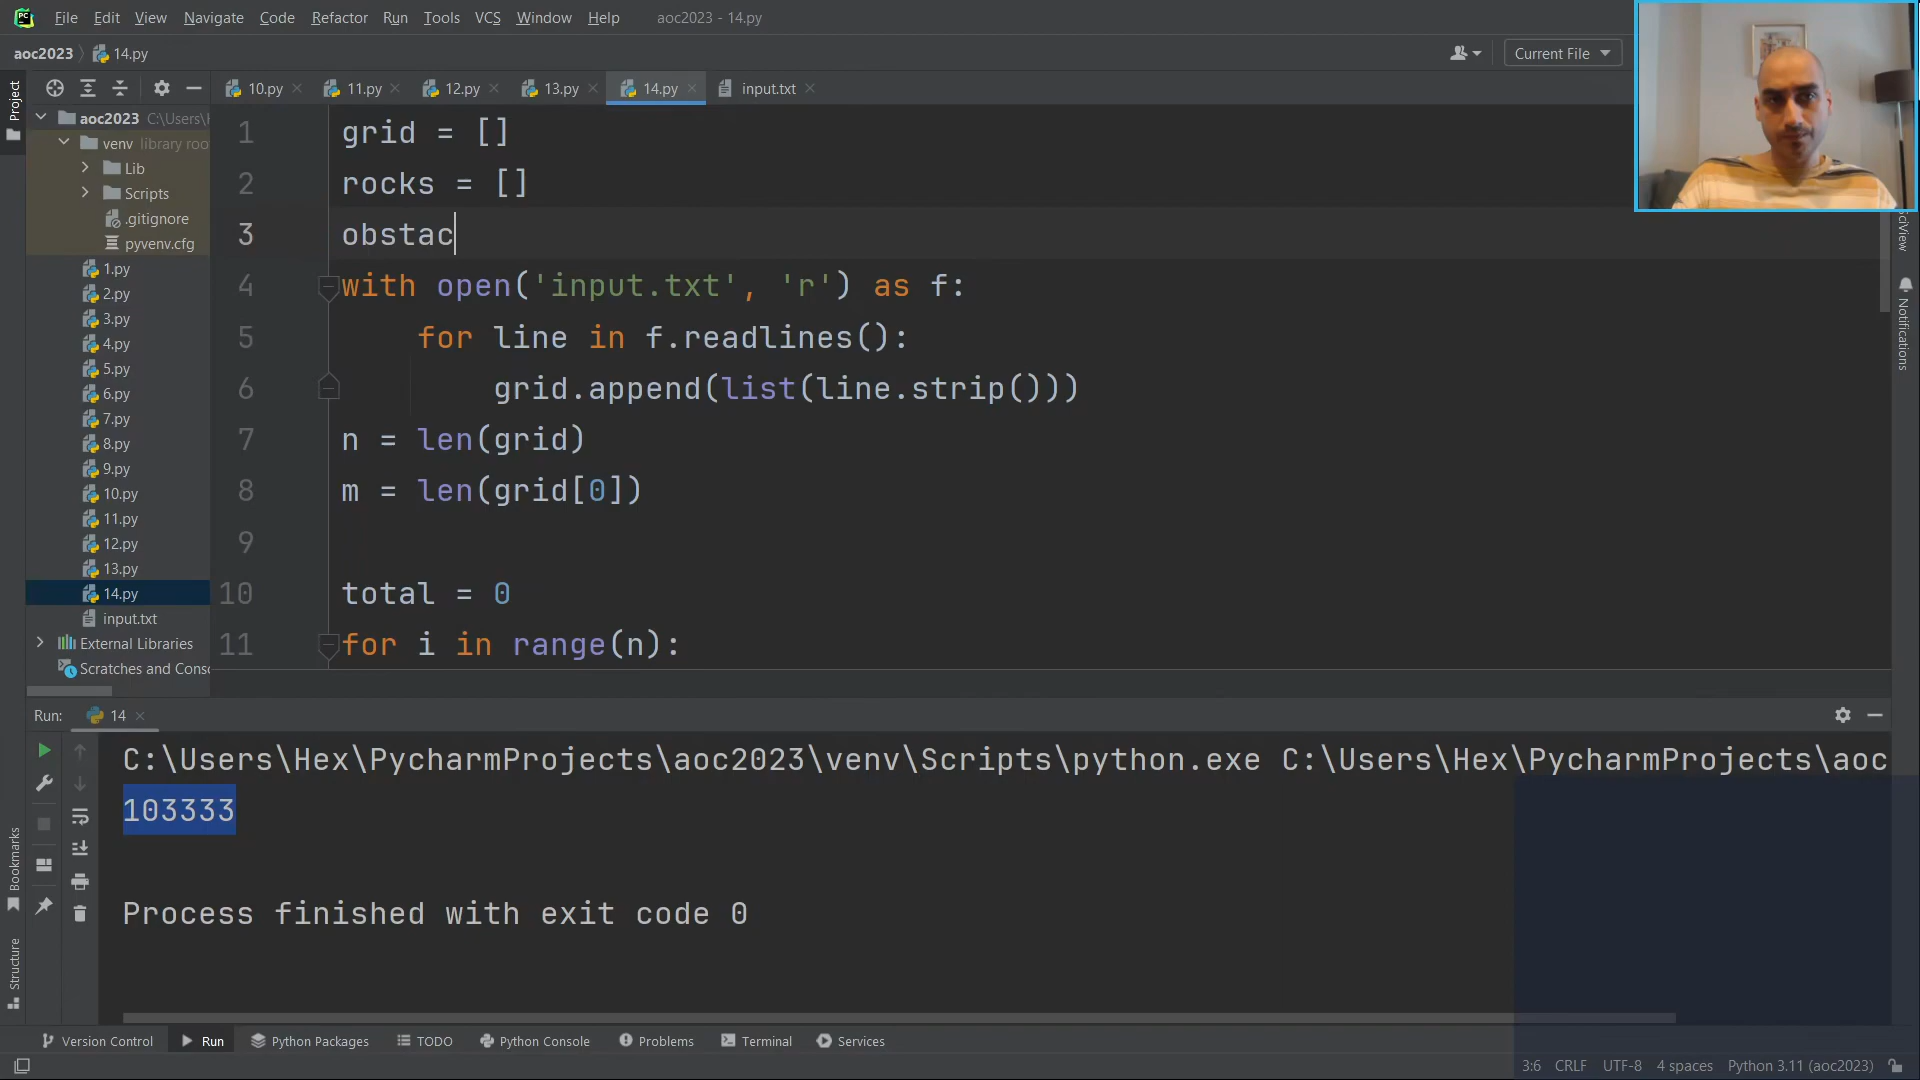 File Edit View Navigate Code Refactor Run Tools VCS Window Help aoc2023 - 14.py
aoc2023 14.py Current File
Project
10.py 11.py 12.py 13.py 14.py input.txt
aoc2023 C:\Users\H
venv library roo
Lib
Scripts
.gitignore
pyvenv.cfg
1.py
2.py
3.py
4.py
5.py
6.py
7.py
8.py
9.py
10.py
11.py
12.py
13.py
14.py
input.txt
External Libraries
Scratches and Conso
1 grid = []
2 rocks = []
3 obstac
4 with open('input.txt', 'r') as f:
5 for line in f.readlines():
6 grid.append(list(line.strip()))
7 n = len(grid)
8 m = len(grid[0])
9
10 total = 0
11 for i in range(n):
SciView
Notifications
Run: 14
C:\Users\Hex\PycharmProjects\aoc2023\venv\Scripts\python.exe C:\Users\Hex\PycharmProjects\aoc
103333
Process finished with exit code 0
Bookmarks
Structure
Version Control Run Python Packages TODO Python Console Problems Terminal Services
3:6 CRLF UTF-8 4 spaces Python 3.11 (aoc2023)